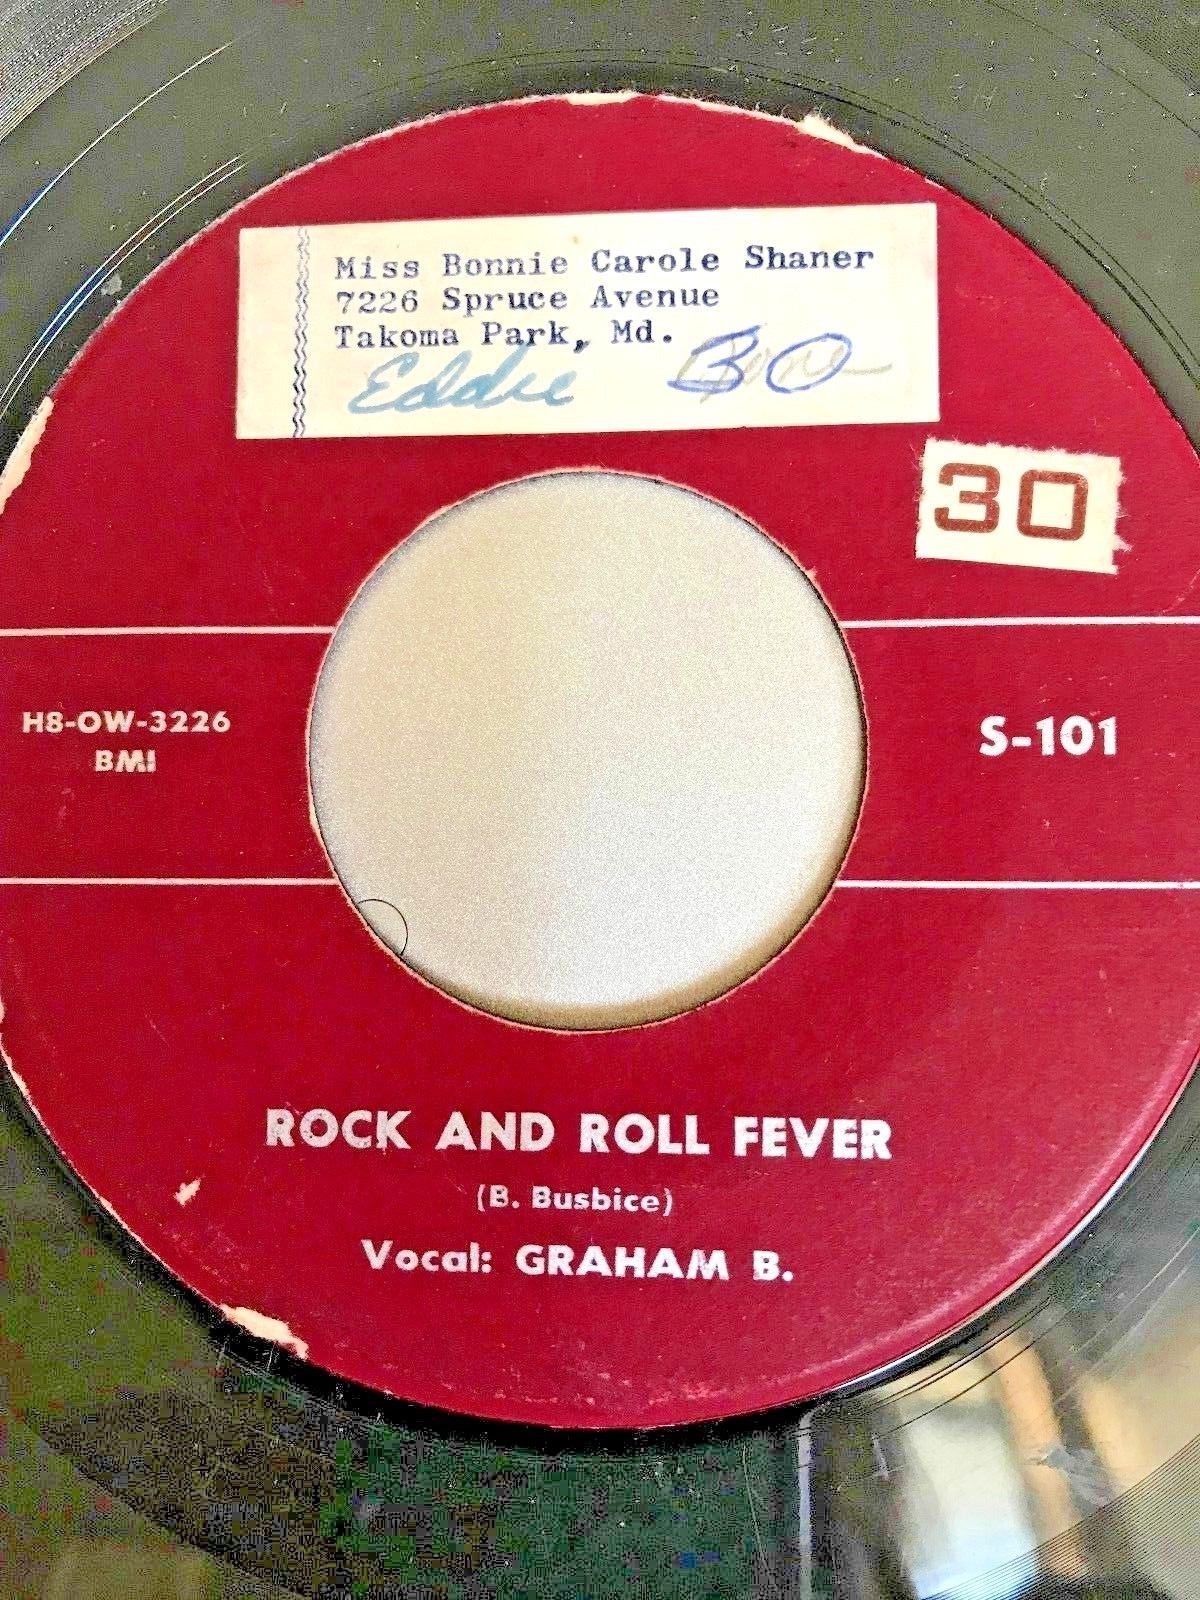 Miss Bonnie Carole Shaner
7226 Spruce Avenue
Takoma Park, Md.
Eddie BO
30
H8-OW-3226
BMI
S-101
ROCK AND ROLL FEVER
(B. Busbice)
Vocal: GRAHAM B.